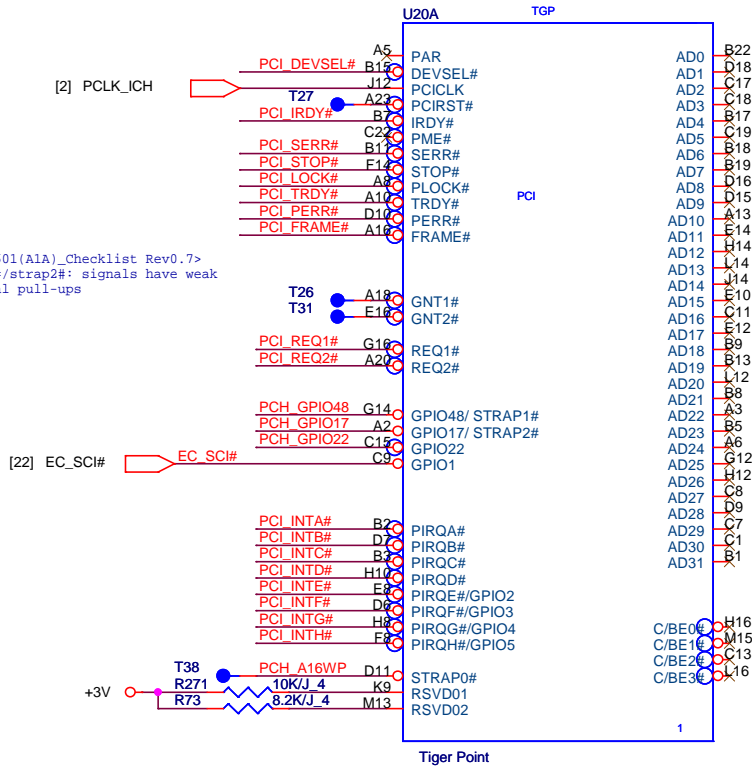 U20A TGP
PCI_DEVSEL# A5 PAR AD0 B22
[2] PCLK_ICH B15 DEVSEL# AD1 D18
J12 PCICLK AD2 C17
T27 A23 PCIRST# AD3 C18
PCI_IRDY# B7 IRDY# AD4 B17
C22 PME# AD5 C19
PCI_SERR# B11 SERR# AD6 B18
PCI_STOP# F14 STOP# AD7 B19
PCI_LOCK# A8 PLOCK# AD8 D16
PCI_TRDY# A10 TRDY# PCI AD9 D15
PCI_PERR# D10 PERR# AD10 A13
PCI_FRAME# A16 FRAME# AD11 E14
AD12 H14
01(A1A)_Checklist Rev0.7> AD13 L14
/strap2#: signals have weak AD14 J14
l pull-ups
T26 A18 GNT1# AD15 E10
T31 E16 GNT2# AD16 C11
AD17 E12
PCI_REQ1# G16 REQ1# AD18 B9
PCI_REQ2# A20 REQ2# AD19 B13
AD20 L12
AD21 B8
PCH_GPIO48 G14 GPIO48/ STRAP1# AD22 A3
PCH_GPIO17 A2 GPIO17/ STRAP2# AD23 B5
PCH_GPIO22 C15 GPIO22 AD24 A6
[22] EC_SCI# EC_SCI# C9 GPIO1 AD25 G12
AD26 H12
AD27 C8
AD28 D9
PCI_INTA# B2 PIRQA# AD29 C7
PCI_INTB# D7 PIRQB# AD30 C1
PCI_INTC# B3 PIRQC# AD31 B1
PCI_INTD# H10 PIRQD#
PCI_INTE# E8 PIRQE#/GPIO2
PCI_INTF# D6 PIRQF#/GPIO3
PCI_INTG# H8 PIRQG#/GPIO4 C/BE0# H16
PCI_INTH# F8 PIRQH#/GPIO5 C/BE1# M15
C/BE2# C13
T38 PCH_A16WP D11 STRAP0# C/BE3# L16
+3V R271 10K/J_4 K9 RSVD01
R73 8.2K/J_4 M13 RSVD02
1
Tiger Point